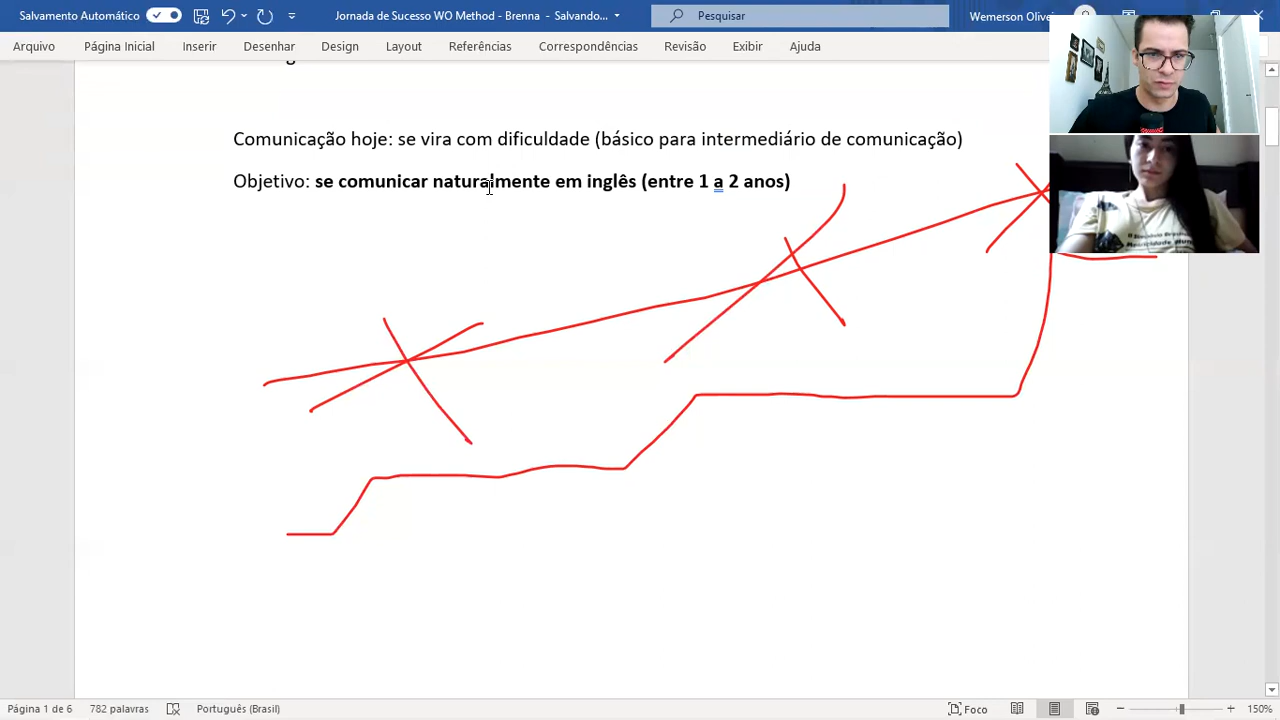 Salvamento Automático
Jornada de Sucesso WO Natural - Brenna - Salvando...
Pesquisar
Wemerson Oliv
Arquivo Página Inicial Inserir Desenhar Design Layout Referências Correspondências Revisão Exibir Ajuda
Comunicação hoje: se vira com dificuldade (básico para intermediário de comunicação)
Objetivo: se comunicar naturalmente em inglês (entre 1 a 2 anos)
Página 1 de 6 782 palavras Português (Brasil) Foco 150%